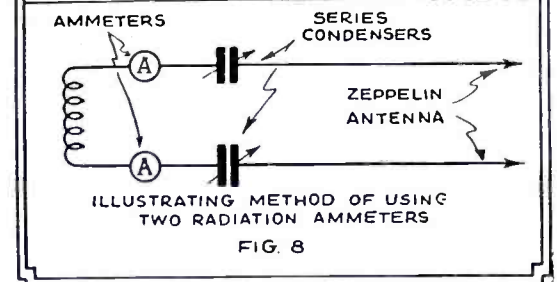 AMMETERS
SERIES
CONDENSERS
A
ZEPPELIN
ANTENNA
A
ILLUSTRATING METHOD OF USING
TWO RADIATION AMMETERS
FIG. 8